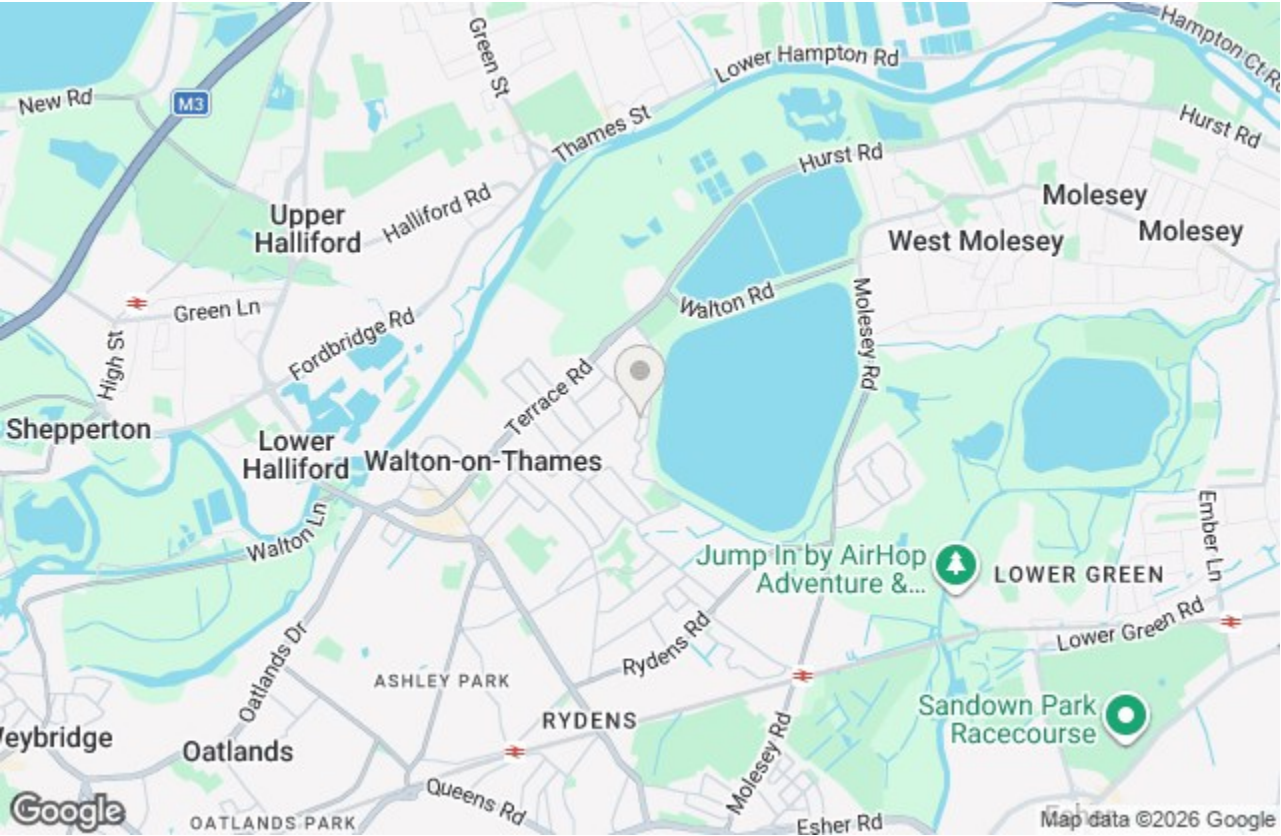 Green St
Lower Hampton Rd
Hampton Ct Rd
New Rd
M3
Thames St
Hurst Rd
Hurst Rd
Upper
Halliford
Halliford Rd
Molesey
West Molesey
Molesey
Green Ln
Walton Rd
Molesey Rd
High St
Fordbridge Rd
Terrace Rd
Shepperton
Lower
Halliford
Walton-on-Thames
Walton Ln
Ember Ln
Jump In by AirHop
Adventure &...
LOWER GREEN
Lower Green Rd
Rydens Rd
Oatlands Dr
ASHLEY PARK
RYDENS
Sandown Park
Racecourse
eybridge
Oatlands
Molesey Rd
Queens Rd
Google
OATLANDS PARK
Esher Rd
Esher
Map data ©2026 Google